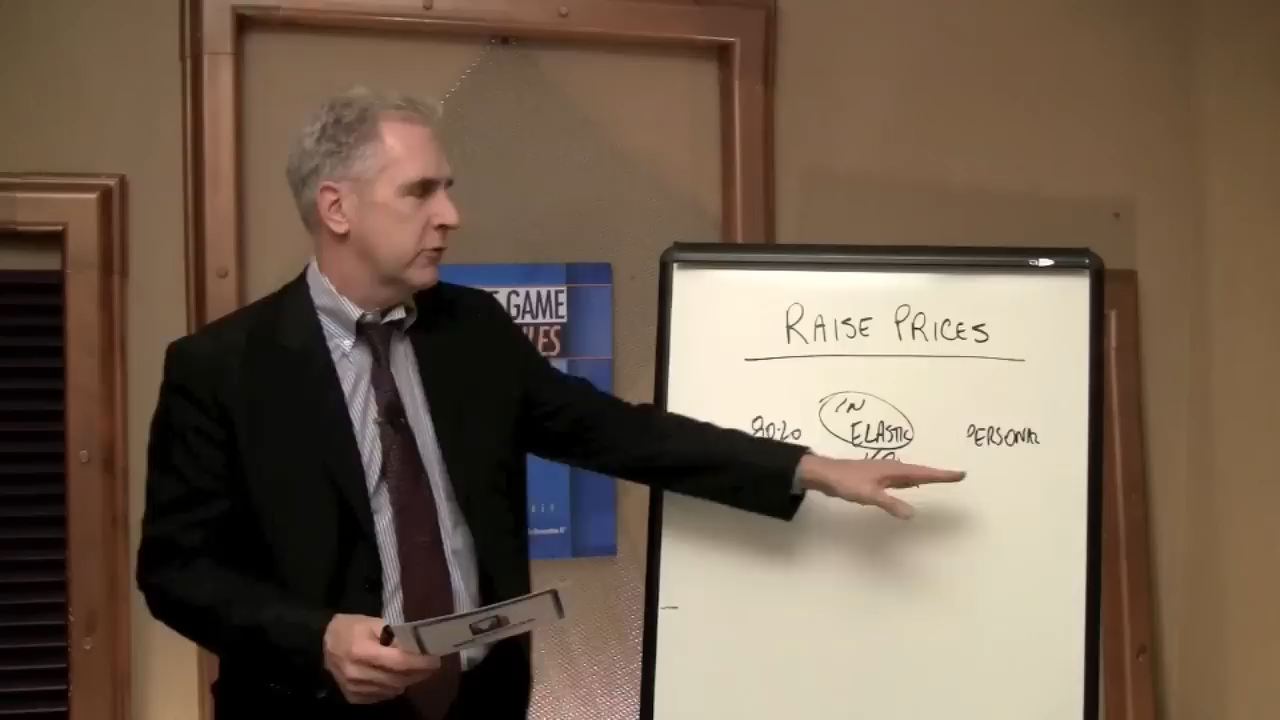 GAME
RAISE PRICES
80-20
IN
ELASTIC
PERSONAL